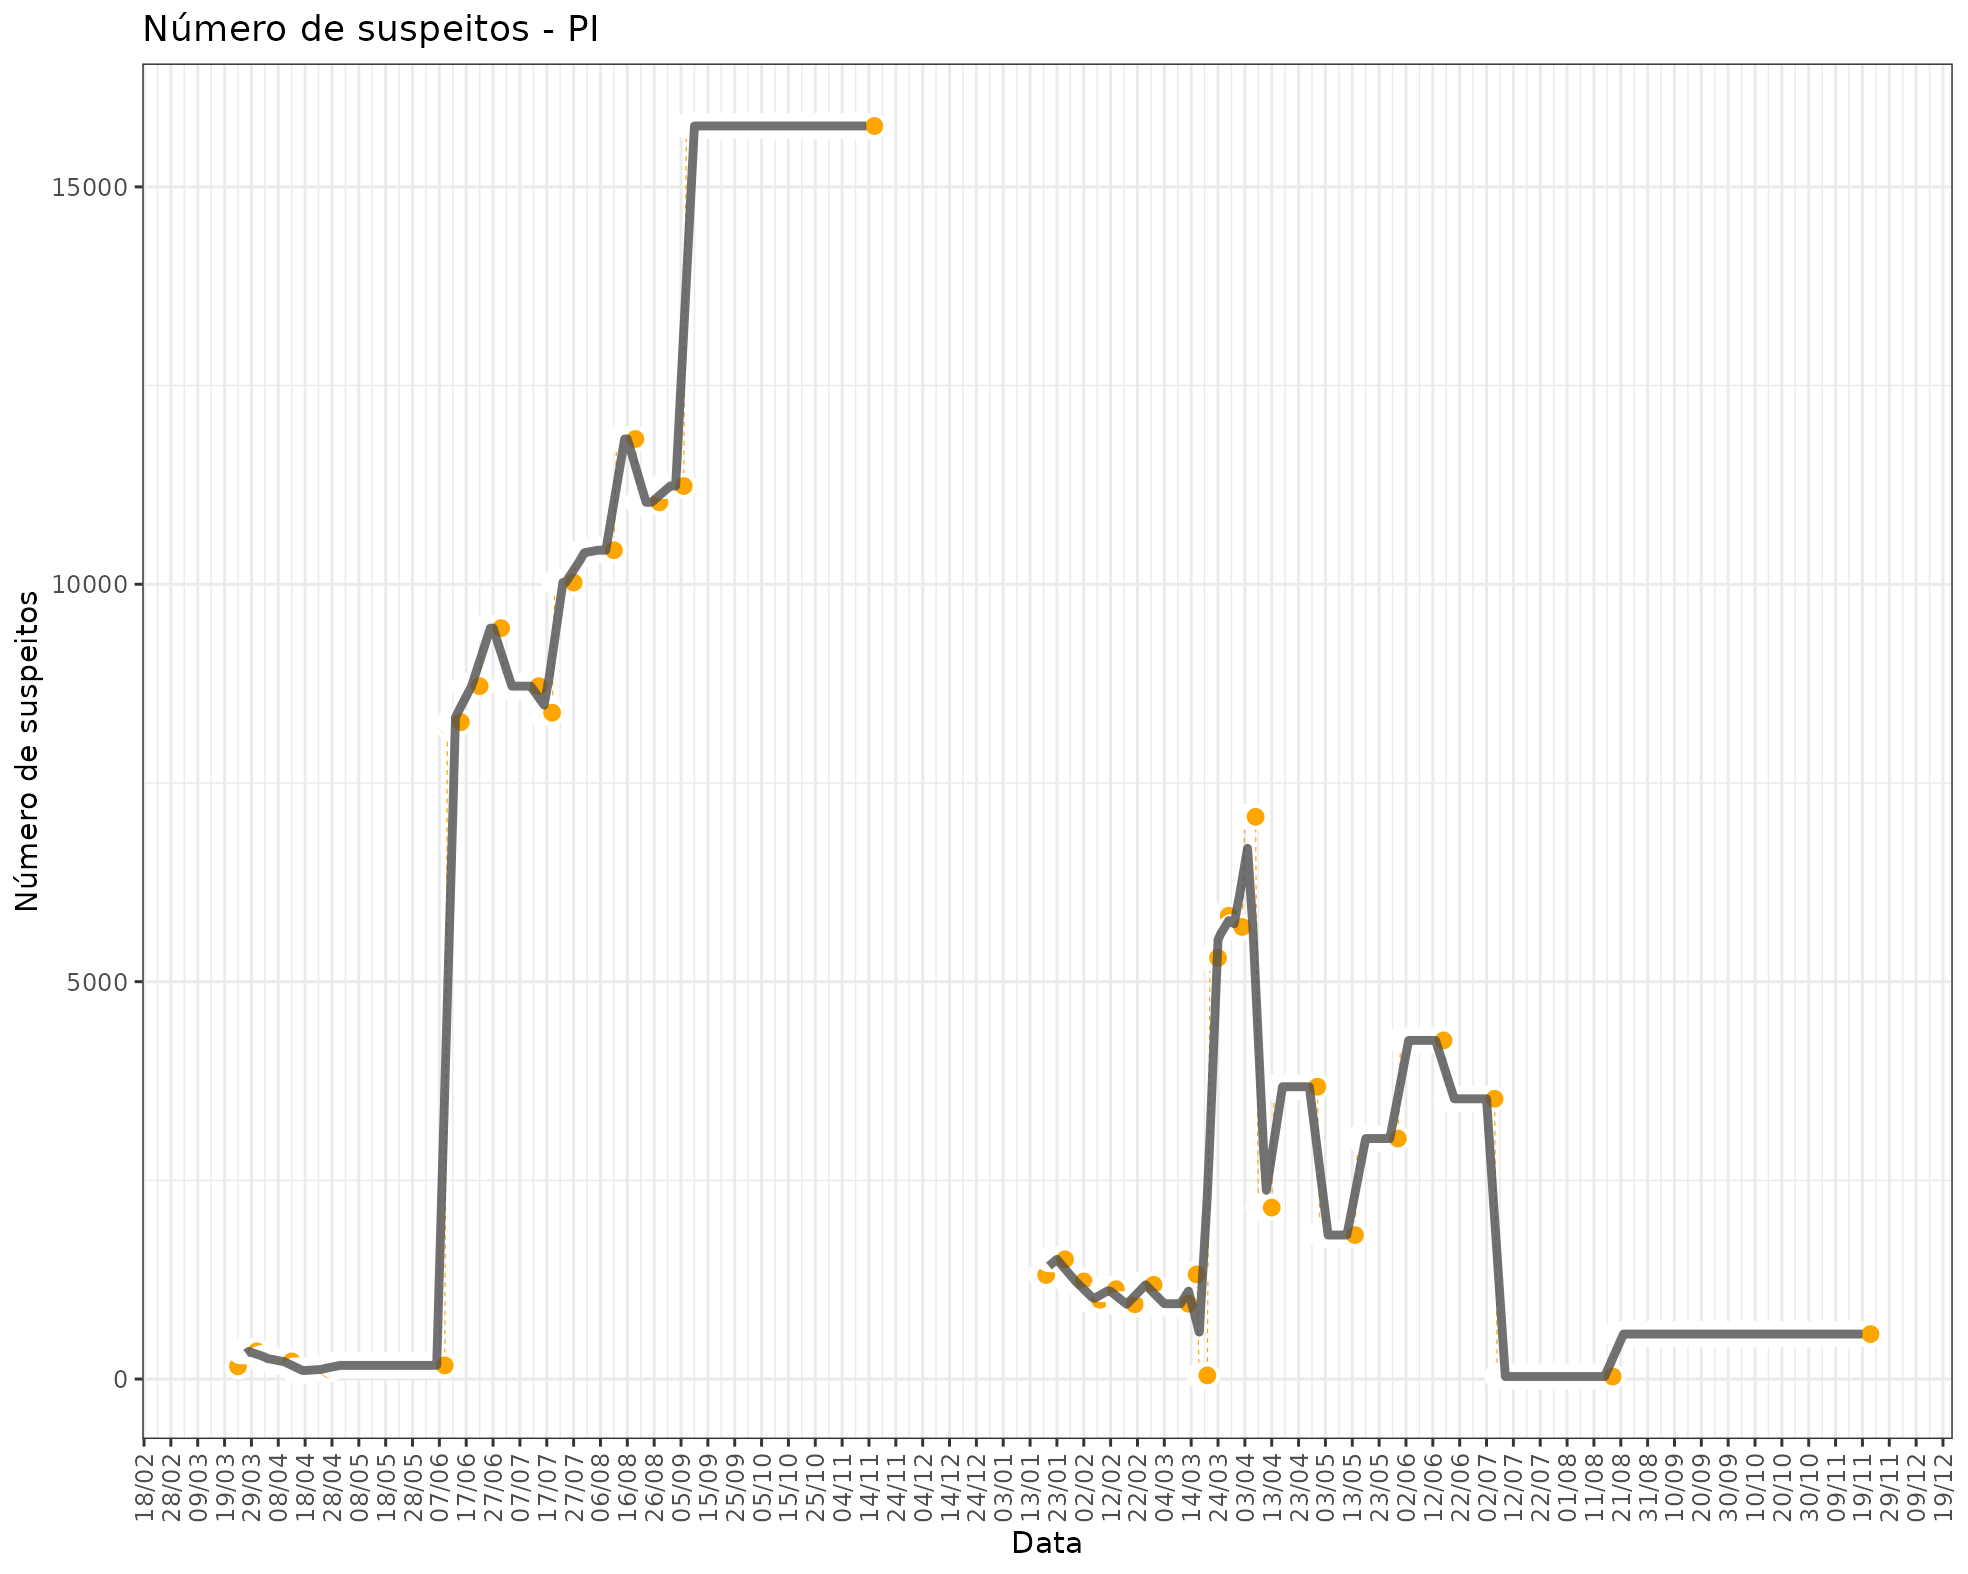 Número de suspeitos - PI
Número de suspeitos
15000
10000
5000
0
18/02 28/02 09/03 19/03 29/03 08/04 18/04 28/04 08/05 18/05 28/05 07/06 17/06 27/06 07/07 17/07 27/07 06/08 16/08 26/08 05/09 15/09 25/09 05/10 15/10 25/10 04/11 14/11 24/11 04/12 14/12 24/12 03/01 13/01 23/01 02/02 12/02 22/02 04/03 14/03 24/03 03/04 13/04 23/04 03/05 13/05 23/05 02/06 12/06 22/06 02/07 12/07 22/07 01/08 11/08 21/08 31/08 10/09 20/09 30/09 10/10 20/10 30/10 09/11 19/11 29/11 09/12 19/12
Data